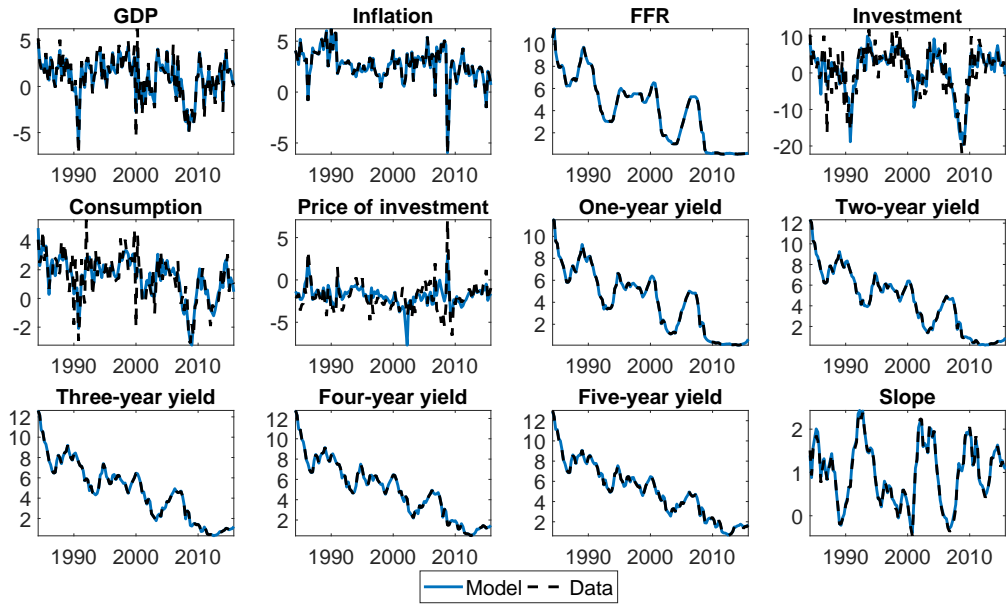 GDP Inflation FFR Investment
5 0 -5
5 0 -5
10 8 6 4 2
10 0 -10 -20
1990 2000 2010 1990 2000 2010 1990 2000 2010 1990 2000 2010
Consumption Price of investment One-year yield Two-year yield
4 2 0 -2
5 0 -5
10 8 6 4 2
12 10 8 6 4 2
1990 2000 2010 1990 2000 2010 1990 2000 2010 1990 2000 2010
Three-year yield Four-year yield Five-year yield Slope
12 10 8 6 4 2
12 10 8 6 4 2
12 10 8 6 4 2
2 1 0
1990 2000 2010 1990 2000 2010 1990 2000 2010 1990 2000 2010
Model Data